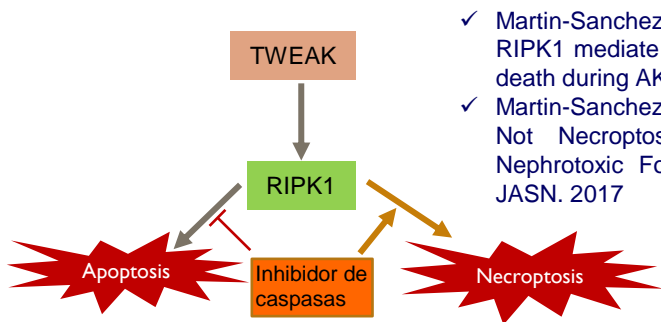 TWEAK
✓ Martin-Sanchez
RIPK1 mediate
death during AK
✓ Martin-Sanchez
Not Necroptos
Nephrotoxic Fo
JASN. 2017
RIPK1
Apoptosis
Inhibidor de
caspasas
Necroptosis